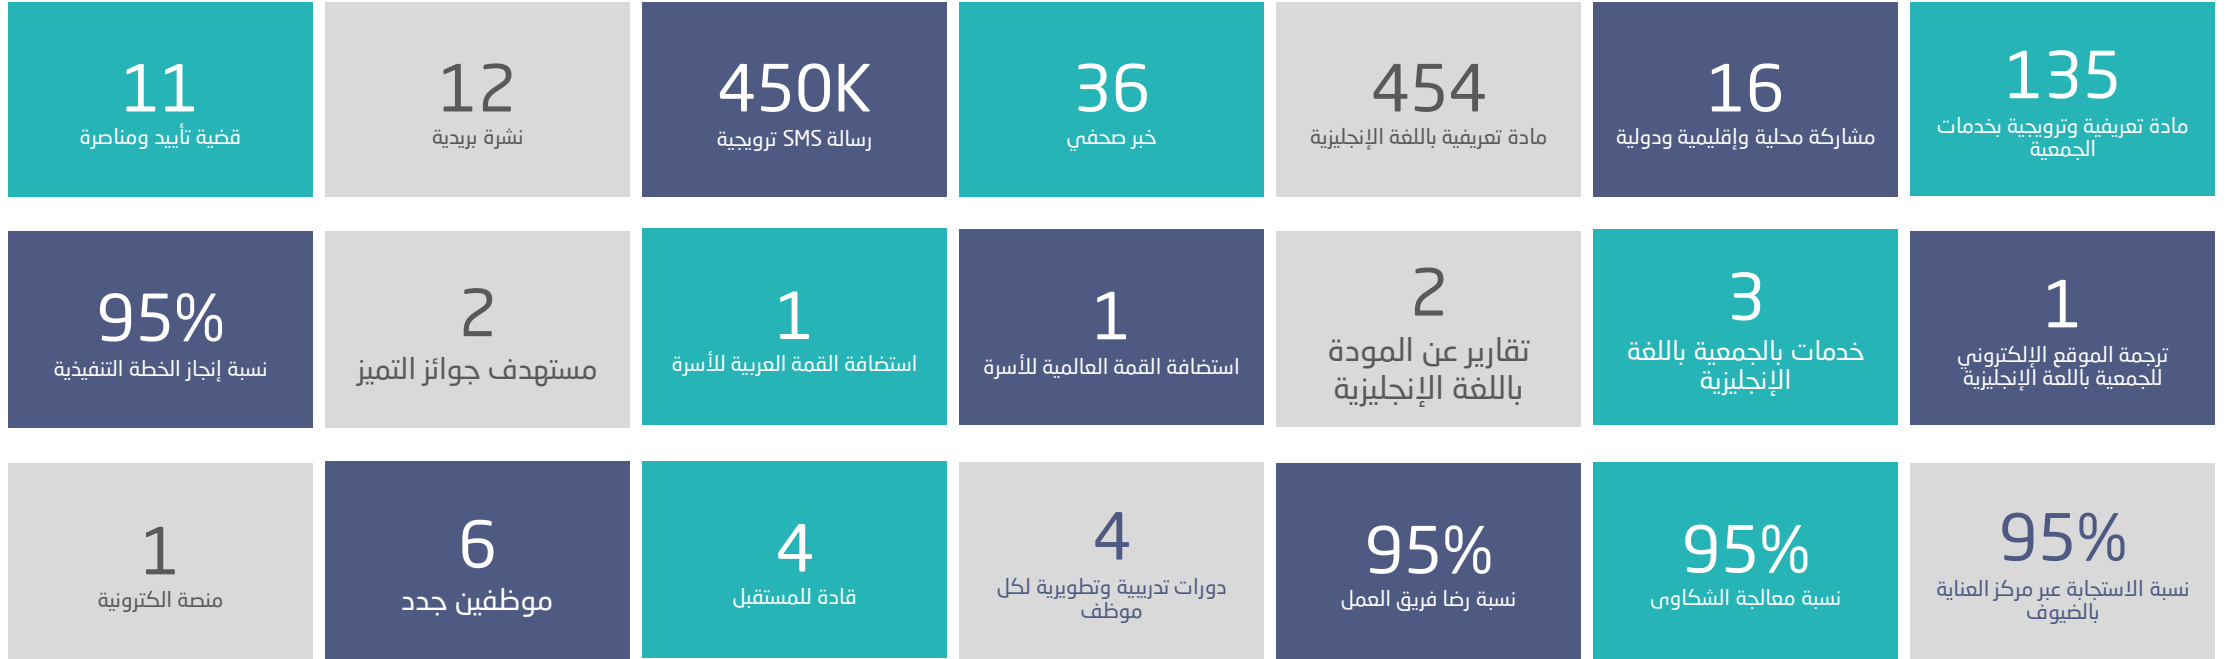 135
مادة تعريفية وترويجية بخدمات
الجمعية
16
مشاركة محلية وإقليمية ودولية
454
مادة تعريفية باللغة الإنجليزية
36
خبر صحفي
450K
رسالة SMS ترويجية
12
نشرة بريدية
11
قضية تأييد ومناصرة
1
ترجمة الموقع الإلكتروني
للجمعية باللغة الإنجليزية
3
خدمات بالجمعية باللغة
الإنجليزية
2
تقارير عن المودة
باللغة الإنجليزية
1
استضافة القمة العالمية للأسرة
1
استضافة القمة العربية للأسرة
2
مستهدف جوائز التميز
95%
نسبة إنجاز الخطة التنفيذية
95%
نسبة الاستجابة عبر مركز العناية
بالضيوف
95%
نسبة معالجة الشكاوى
95%
نسبة رضا فريق العمل
4
دورات تدريبية وتطويرية لكل
موظف
4
قادة للمستقبل
6
موظفين جدد
1
منصة الكترونية